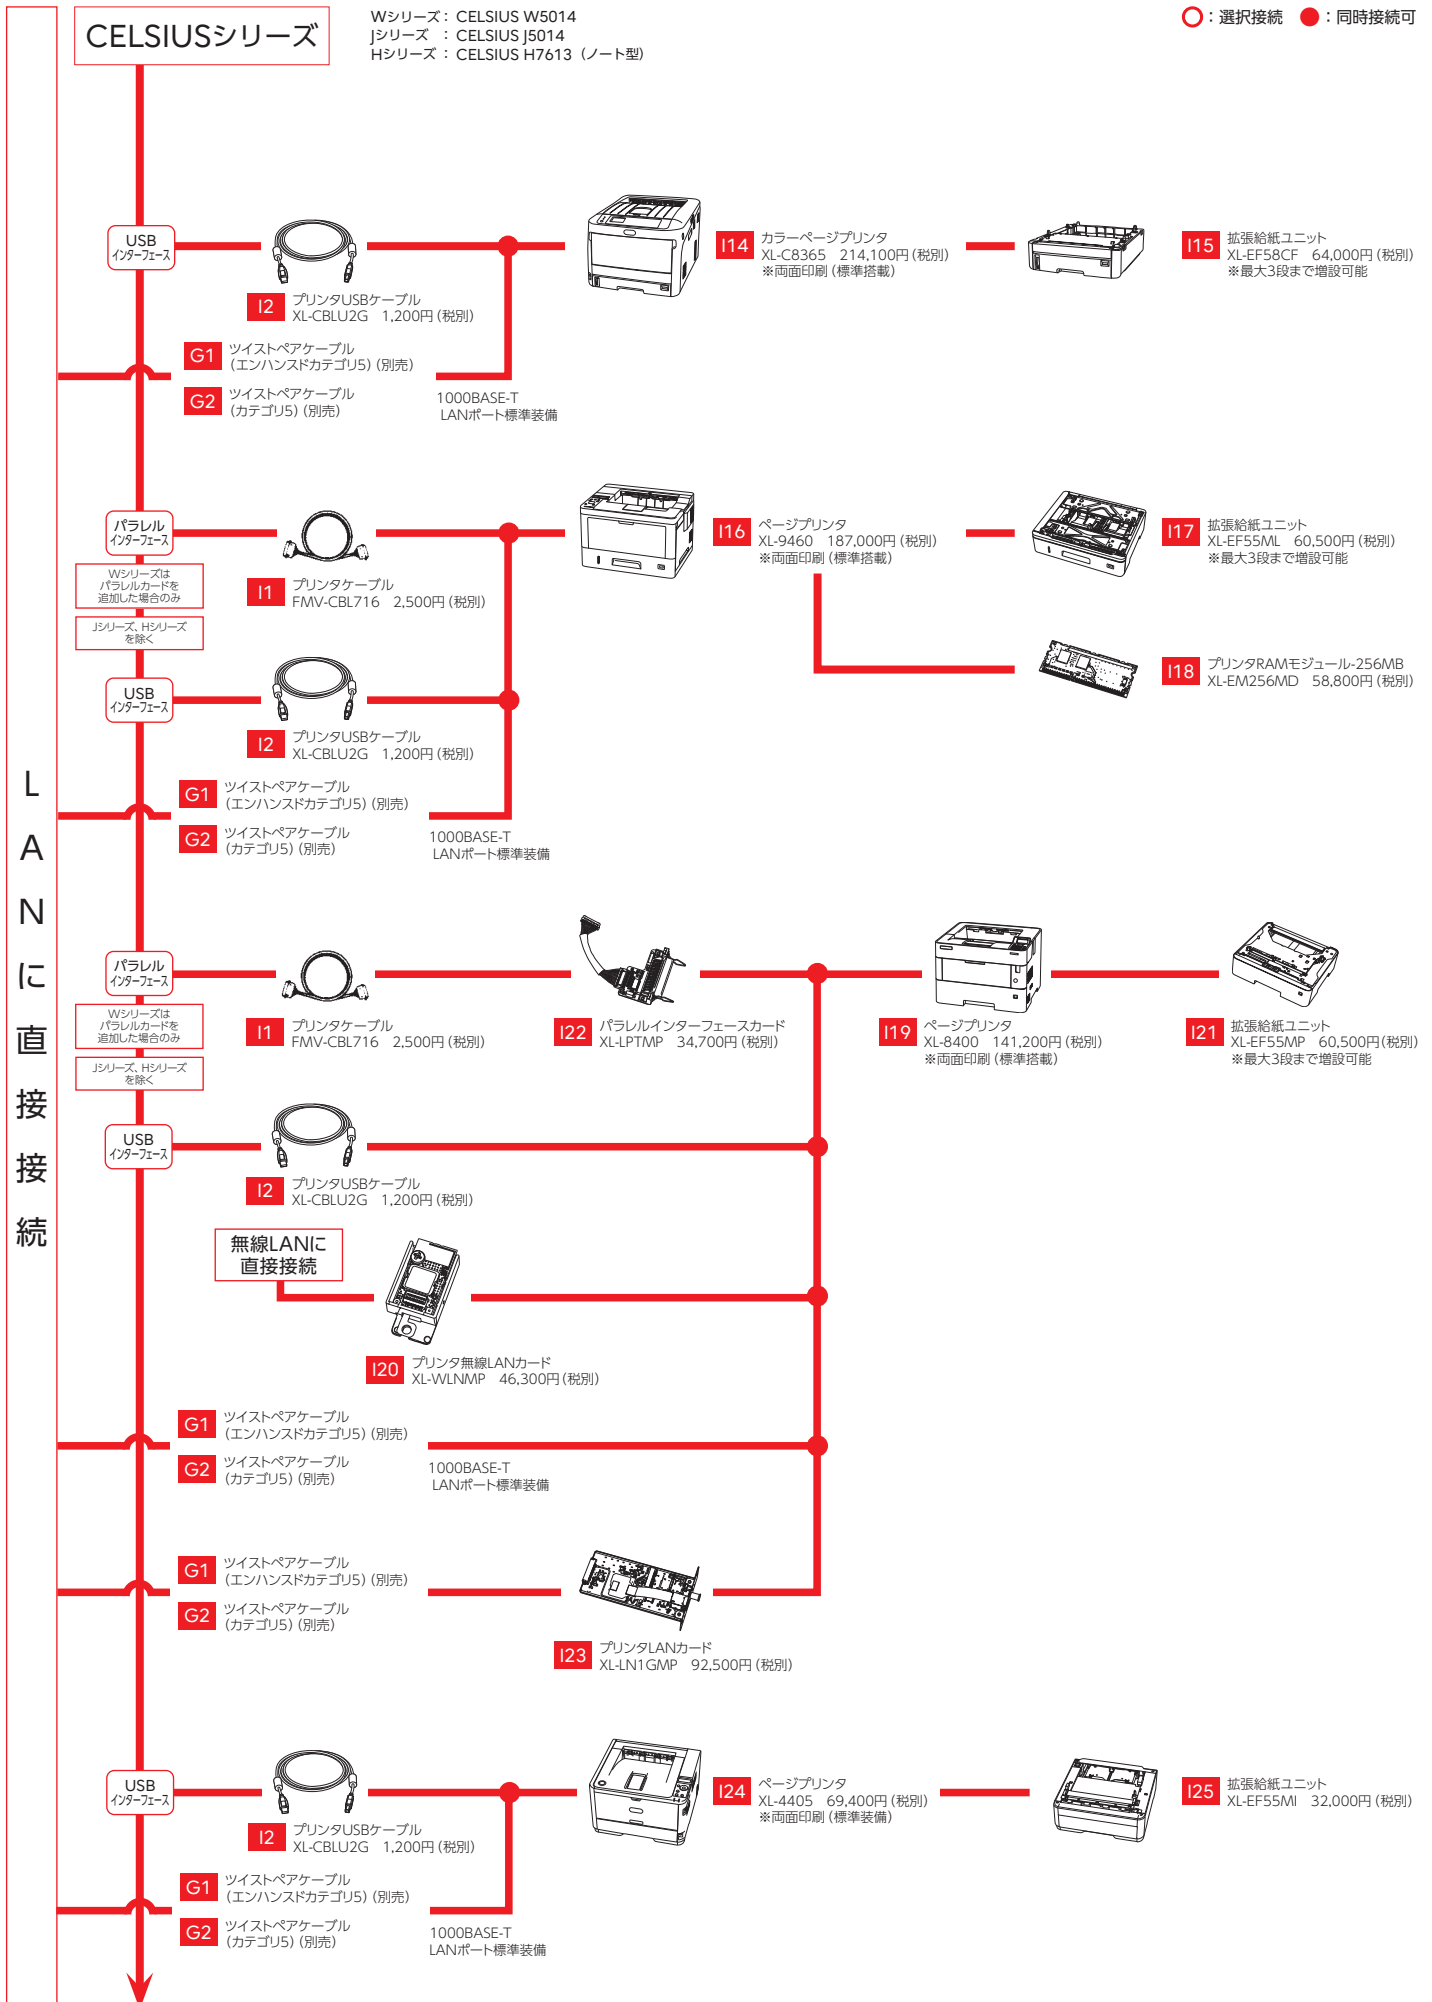 CELSIUSシリーズ
Wシリーズ：CELSIUS W5014
Jシリーズ ：CELSIUS J5014
Hシリーズ：CELSIUS H7613（ノート型）
：選択接続 ：同時接続可
LANに直接接続
USB
インターフェース
I2 プリンタUSBケーブル
XL-CBLU2G 1,200円（税別）
I14 カラーページプリンタ
XL-C8365 214,100円（税別）
※両面印刷（標準搭載）
I15 拡張給紙ユニット
XL-EF58CF 64,000円（税別）
※最大3段まで増設可能
G1 ツイストペアケーブル
（エンハンスドカテゴリ5）（別売）
G2 ツイストペアケーブル
（カテゴリ5）（別売）
1000BASE-T
LANポート標準装備
パラレル
インターフェース
Wシリーズは
パラレルカードを
追加した場合のみ
Jシリーズ、Hシリーズ
を除く
I1 プリンタケーブル
FMV-CBL716 2,500円（税別）
I16 ページプリンタ
XL-9460 187,000円（税別）
※両面印刷（標準搭載）
I17 拡張給紙ユニット
XL-EF55ML 60,500円（税別）
※最大3段まで増設可能
I18 プリンタRAMモジュール-256MB
XL-EM256MD 58,800円（税別）
USB
インターフェース
I2 プリンタUSBケーブル
XL-CBLU2G 1,200円（税別）
G1 ツイストペアケーブル
（エンハンスドカテゴリ5）（別売）
G2 ツイストペアケーブル
（カテゴリ5）（別売）
1000BASE-T
LANポート標準装備
パラレル
インターフェース
Wシリーズは
パラレルカードを
追加した場合のみ
Jシリーズ、Hシリーズ
を除く
I1 プリンタケーブル
FMV-CBL716 2,500円（税別）
I22 パラレルインターフェースカード
XL-LPTMP 34,700円（税別）
I19 ページプリンタ
XL-8400 141,200円（税別）
※両面印刷（標準搭載）
I21 拡張給紙ユニット
XL-EF55MP 60,500円（税別）
※最大3段まで増設可能
USB
インターフェース
I2 プリンタUSBケーブル
XL-CBLU2G 1,200円（税別）
無線LANに
直接接続
I20 プリンタ無線LANカード
XL-WLNMP 46,300円（税別）
G1 ツイストペアケーブル
（エンハンスドカテゴリ5）（別売）
G2 ツイストペアケーブル
（カテゴリ5）（別売）
1000BASE-T
LANポート標準装備
G1 ツイストペアケーブル
（エンハンスドカテゴリ5）（別売）
G2 ツイストペアケーブル
（カテゴリ5）（別売）
I23 プリンタLANカード
XL-LN1GMP 92,500円（税別）
USB
インターフェース
I2 プリンタUSBケーブル
XL-CBLU2G 1,200円（税別）
I24 ページプリンタ
XL-4405 69,400円（税別）
※両面印刷（標準装備）
I25 拡張給紙ユニット
XL-EF55MI 32,000円（税別）
G1 ツイストペアケーブル
（エンハンスドカテゴリ5）（別売）
G2 ツイストペアケーブル
（カテゴリ5）（別売）
1000BASE-T
LANポート標準装備